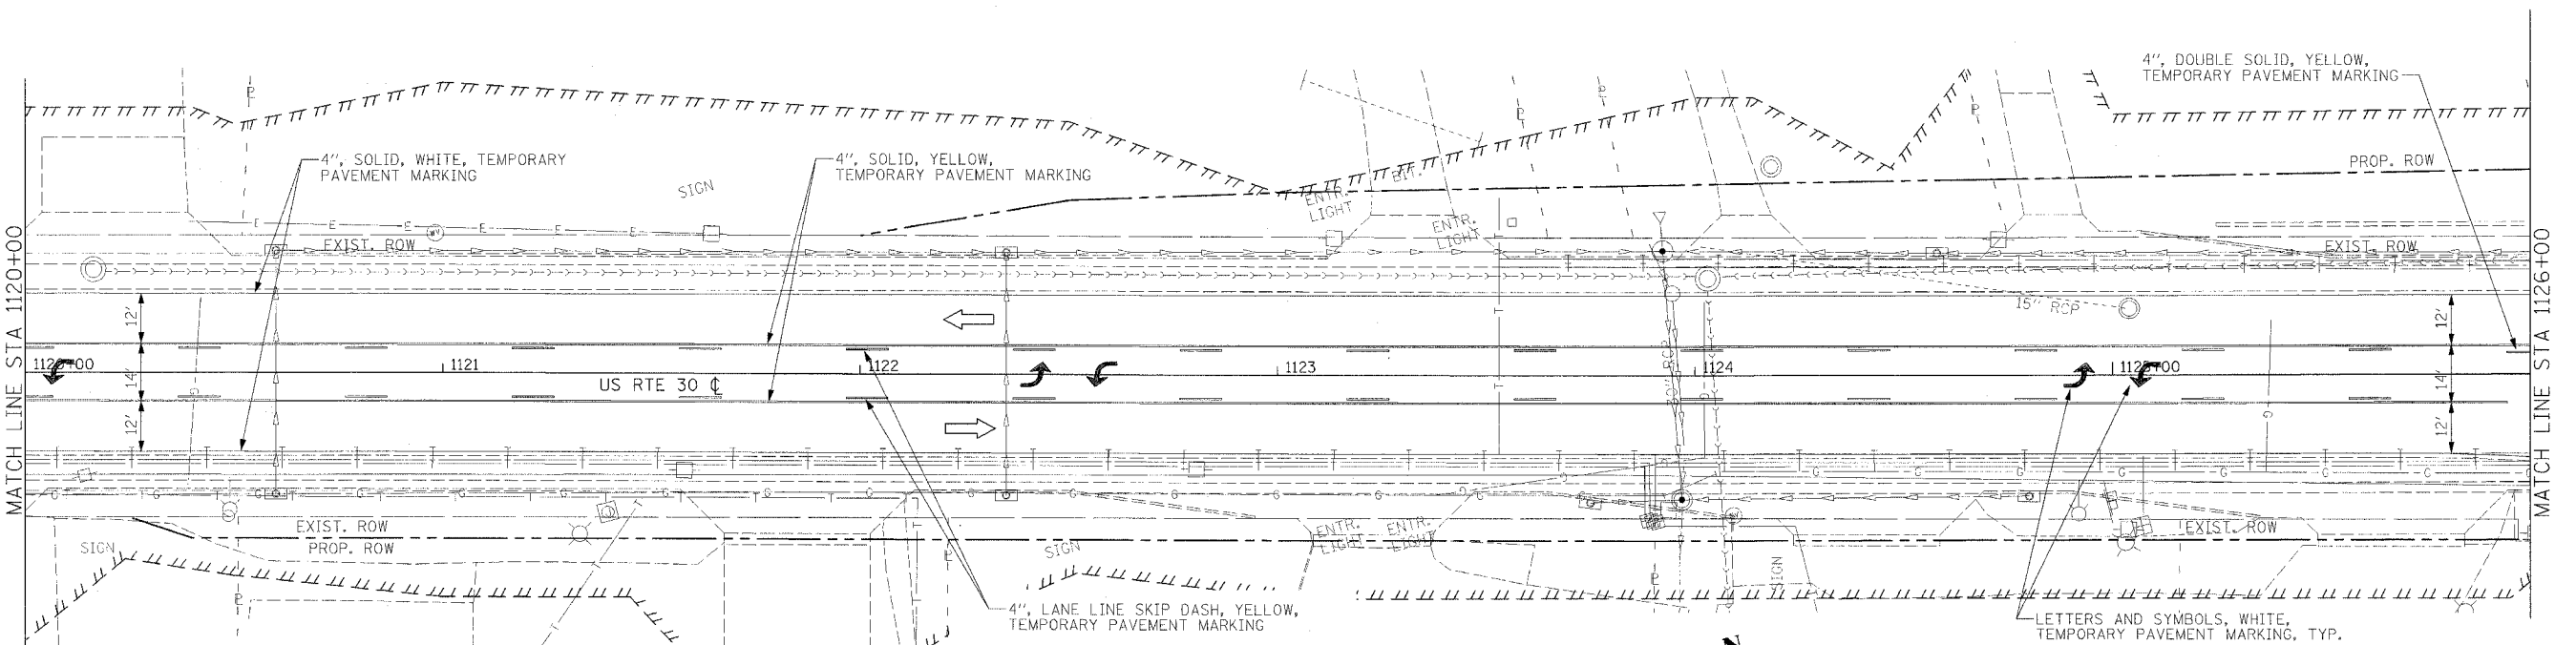 4", DOUBLE SOLID, YELLOW,
TEMPORARY PAVEMENT MARKING
P
P
P
P
4", SOLID, WHITE, TEMPORARY
PAVEMENT MARKING
4", SOLID, YELLOW,
TEMPORARY PAVEMENT MARKING
PROP. ROW
SIGN
BIT.
ENTR.
LIGHT
ENTR.
LIGHT
E E E E E E
EXIST. ROW
EXIST. ROW
MATCH LINE STA 1120+00
MATCH LINE STA 1126+00
15" RCP
12'
12'
1120+00
1121
1122
1123
1124
1125+00
14'
14'
US RTE 30 ℄
12'
12'
G G G G G G G G G
EXIST. ROW
PROP. ROW
EXIST. ROW
SIGN
SIGN
ENTR.
LIGHT
ENTR.
LIGHT
SIGN
P
P
P
4", LANE LINE SKIP DASH, YELLOW,
TEMPORARY PAVEMENT MARKING
LETTERS AND SYMBOLS, WHITE,
TEMPORARY PAVEMENT MARKING, TYP.
N